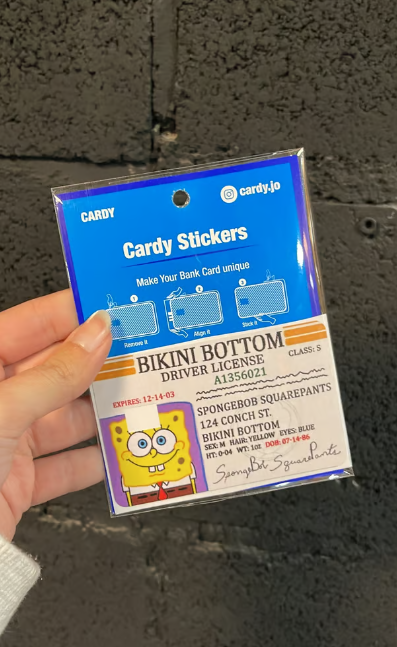 CARDY
cardy.jo
Cardy Stickers
Make Your Bank Card unique
1
2
3
Remove it
Align it
Stick it
BIKINI BOTTOM
DRIVER LICENSE
CLASS: S
A1356021
EXPIRES: 12-14-03
SPONGEBOB SQUAREPANTS
124 CONCH ST.
BIKINI BOTTOM
SEX: M HAIR: YELLOW EYES: BLUE
HT: 0-04 WT: 1oz DOB: 07-14-86
SpongeBob SquarePants